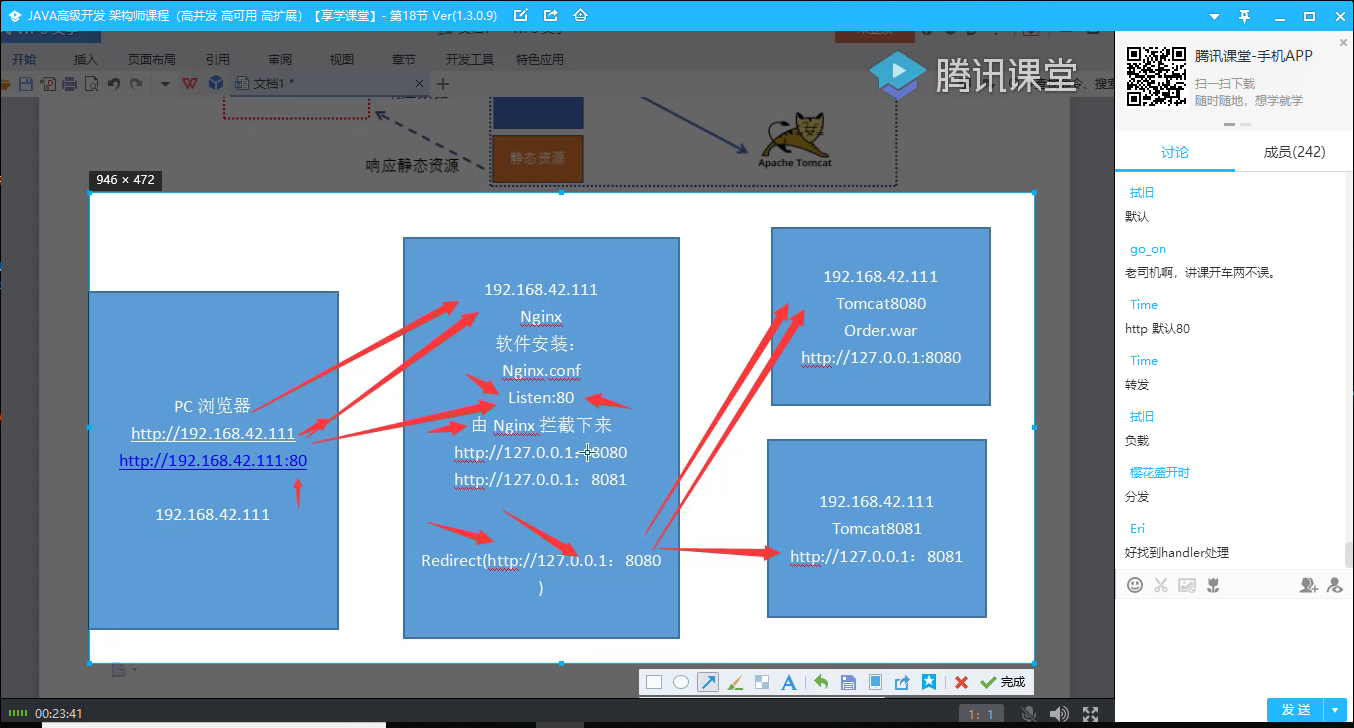 JAVA高级开发 架构师课程（高并发 高可用 高扩展）【享学课堂】- 第18节 Ver(1.3.0.9)
开始 插入 页面布局 引用 审阅 视图 章节 开发工具 特色应用
文档1 *
腾讯课堂
静态资源
响应静态资源
Apache Tomcat
946 × 472
PC 浏览器
http://192.168.42.111
http://192.168.42.111:80
192.168.42.111
192.168.42.111
Nginx
软件安装：
Nginx.conf
Listen:80
由 Nginx 拦截下来
http://127.0.0.1：8080
http://127.0.0.1：8081
Redirect(http://127.0.0.1：8080
)
192.168.42.111
Tomcat8080
Order.war
http://127.0.0.1:8080
192.168.42.111
Tomcat8081
http://127.0.0.1：8081
完成
00:23:41
1: 1
腾讯课堂-手机APP
扫一扫下载
随时随地，想学就学
讨论
成员(242)
拭旧
默认
go_on
老司机啊，讲课开车两不误。
Time
http 默认80
Time
转发
拭旧
负载
樱花盛开时
分发
Eri
好找到handler处理
发 送